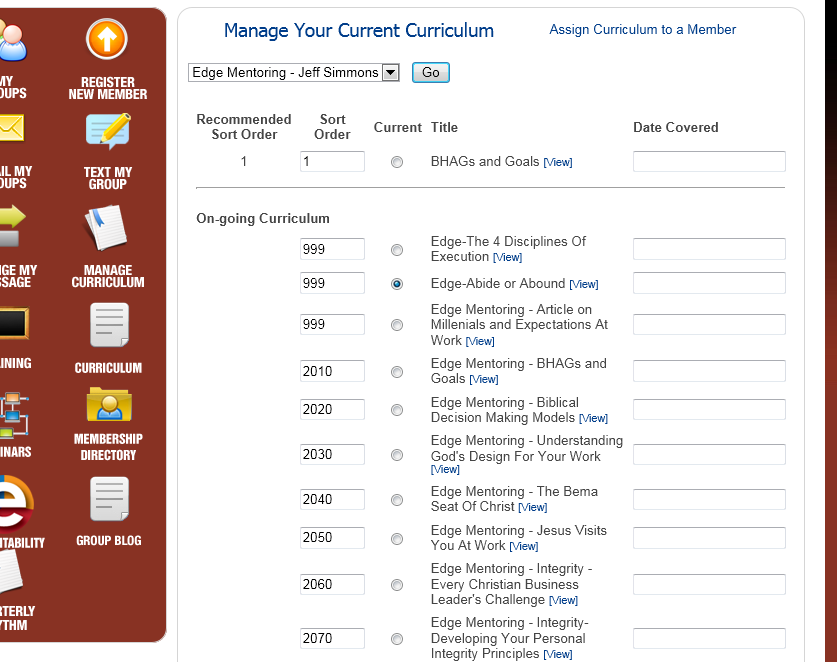 Manage Your Current Curriculum
Assign Curriculum to a Member
Edge Mentoring - Jeff Simmons
Go
Recommended Sort Order
Sort Order
Current
Title
Date Covered
1
1
BHAGs and Goals [View]
On-going Curriculum
999
Edge-The 4 Disciplines Of
Execution [View]
999
Edge-Abide or Abound [View]
999
Edge Mentoring - Article on
Millenials and Expectations At
Work [View]
2010
Edge Mentoring - BHAGs and
Goals [View]
2020
Edge Mentoring - Biblical
Decision Making Models [View]
2030
Edge Mentoring - Understanding
God's Design For Your Work
[View]
2040
Edge Mentoring - The Bema
Seat Of Christ [View]
2050
Edge Mentoring - Jesus Visits
You At Work [View]
2060
Edge Mentoring - Integrity -
Every Christian Business
Leader's Challenge [View]
2070
Edge Mentoring - Integrity-
Developing Your Personal
Integrity Principles [View]
MY
OUPS
REGISTER
NEW MEMBER
IL MY
OUPS
TEXT MY
GROUP
GE MY
SSAGE
MANAGE
CURRICULUM
INING
CURRICULUM
INARS
MEMBERSHIP
DIRECTORY
TABILITY
GROUP BLOG
RTERLY
YTHM